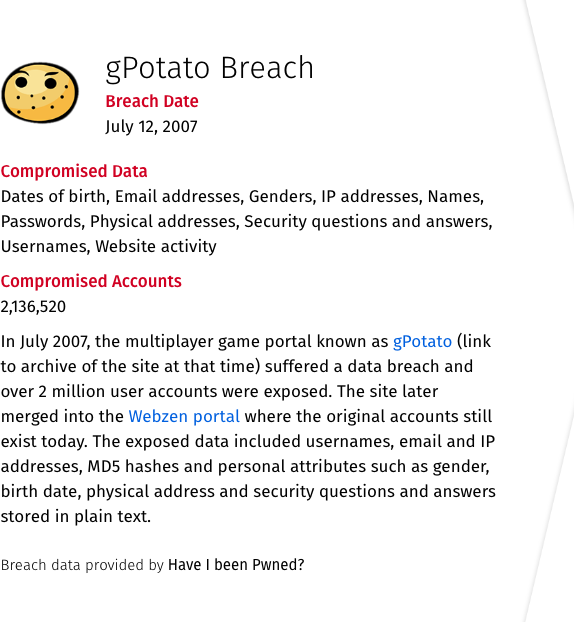 gPotato Breach
Breach Date
July 12, 2007
Compromised Data
Dates of birth, Email addresses, Genders, IP addresses, Names,
Passwords, Physical addresses, Security questions and answers,
Usernames, Website activity
Compromised Accounts
2,136,520
In July 2007, the multiplayer game portal known as gPotato (link
to archive of the site at that time) suffered a data breach and
over 2 million user accounts were exposed. The site later
merged into the Webzen portal where the original accounts still
exist today. The exposed data included usernames, email and IP
addresses, MD5 hashes and personal attributes such as gender,
birth date, physical address and security questions and answers
stored in plain text.
Breach data provided by Have I been Pwned?